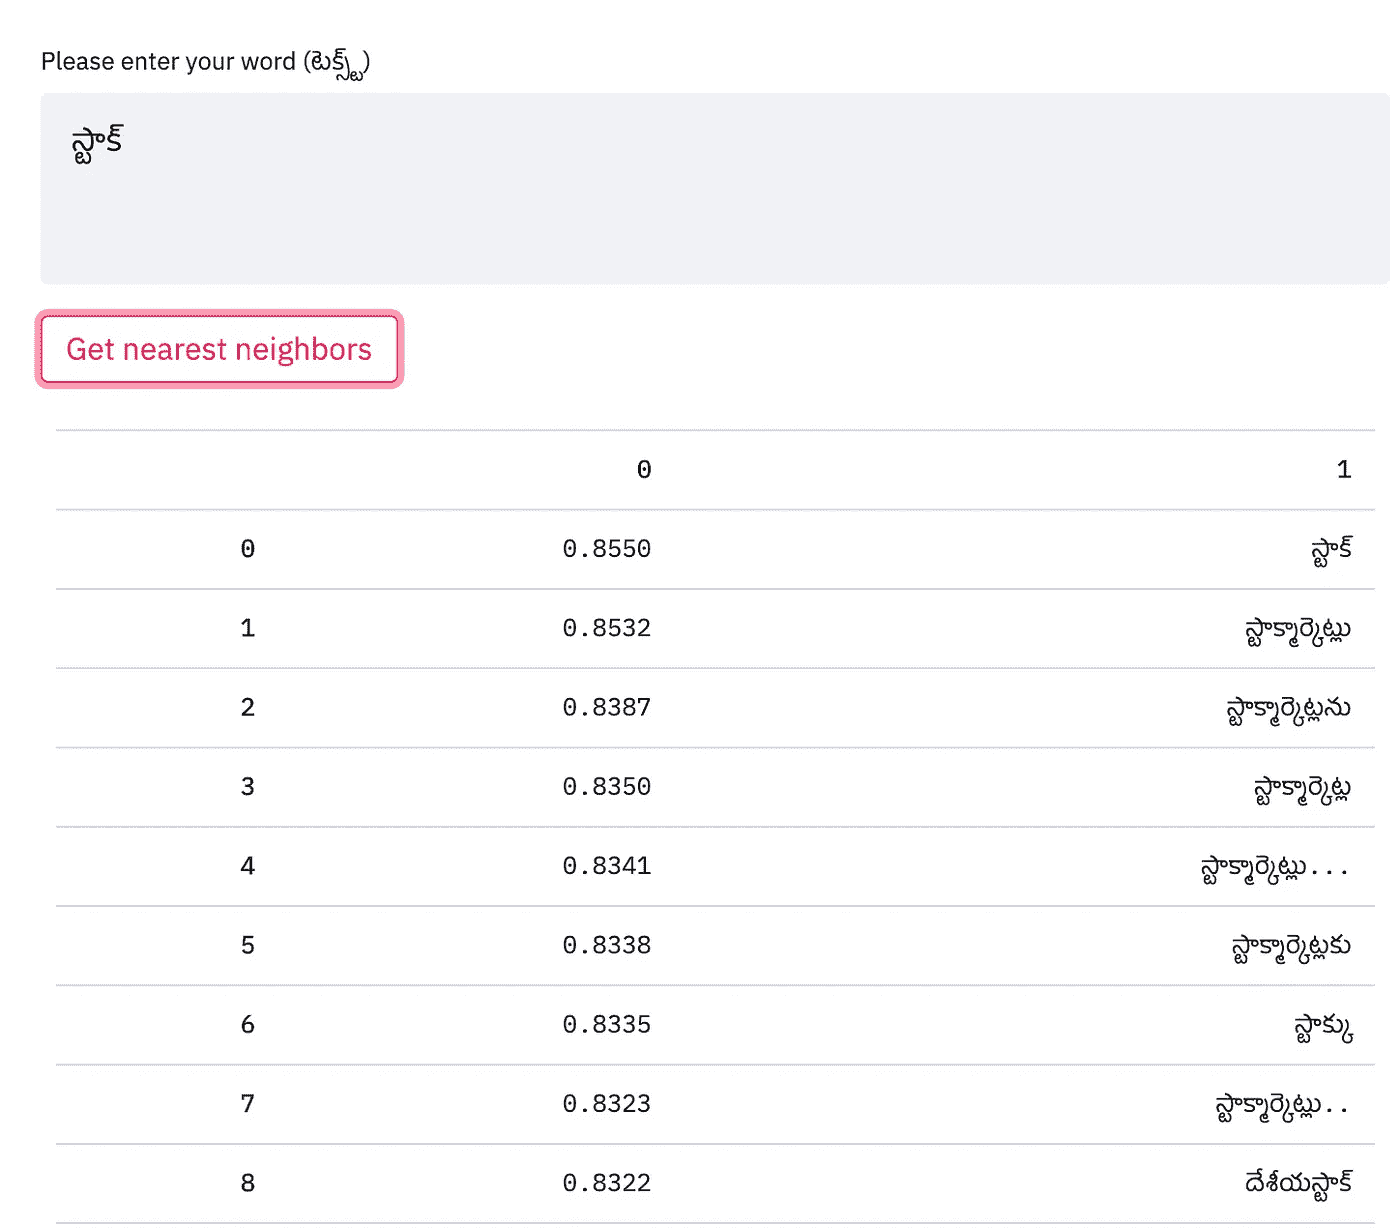 Please enter your word (టెక్స్ట్)
స్టాక్
Get nearest neighbors
0 1
0 0.8550 స్టాక్
1 0.8532 స్టాక్మార్కెట్లు
2 0.8387 స్టాక్మార్కెట్లను
3 0.8350 స్టాక్మార్కెట్ల
4 0.8341 స్టాక్మార్కెట్లు...
5 0.8338 స్టాక్మార్కెట్లకు
6 0.8335 స్టాక్కు
7 0.8323 స్టాక్మార్కెట్లు..
8 0.8322 దేశీయస్టాక్